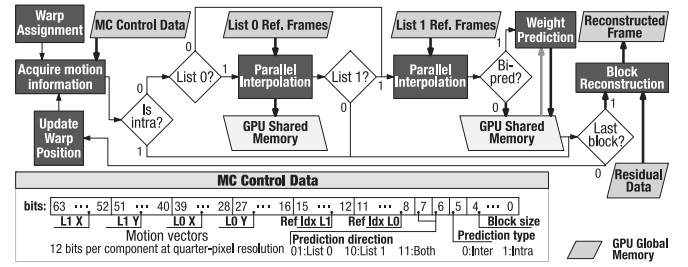 Warp Assignment
MC Control Data
List 0 Ref. Frames
List 1 Ref. Frames
Weight Prediction
Reconstructed Frame
0
0
1
Acquire motion information
List 0?
1
Parallel Interpolation
List 1?
1
Parallel Interpolation
Bi-pred?
Block Reconstruction
0
Is intra?
0
0
1
Update Warp Position
1
GPU Shared Memory
GPU Shared Memory
Last block?
0
Residual Data
MC Control Data
bits: 63 ··· 52 51 ··· 40 39 ··· 28 27 ··· 16 15 ··· 12 11 ··· 8 7 6 5 4 ··· 0
L1 X L1 Y L0 X L0 Y Ref Idx L1 Ref Idx L0 Block size
Motion vectors
12 bits per component at quarter-pixel resolution
Prediction direction
01:List 0 10:List 1 11:Both
Prediction type
0:Inter 1:Intra
GPU Global Memory